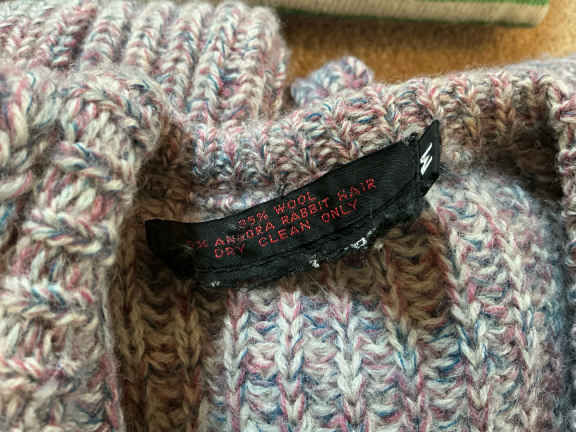 WOOL
ANGORA RABBIT HAIR
DRY CLEAN ONLY
M